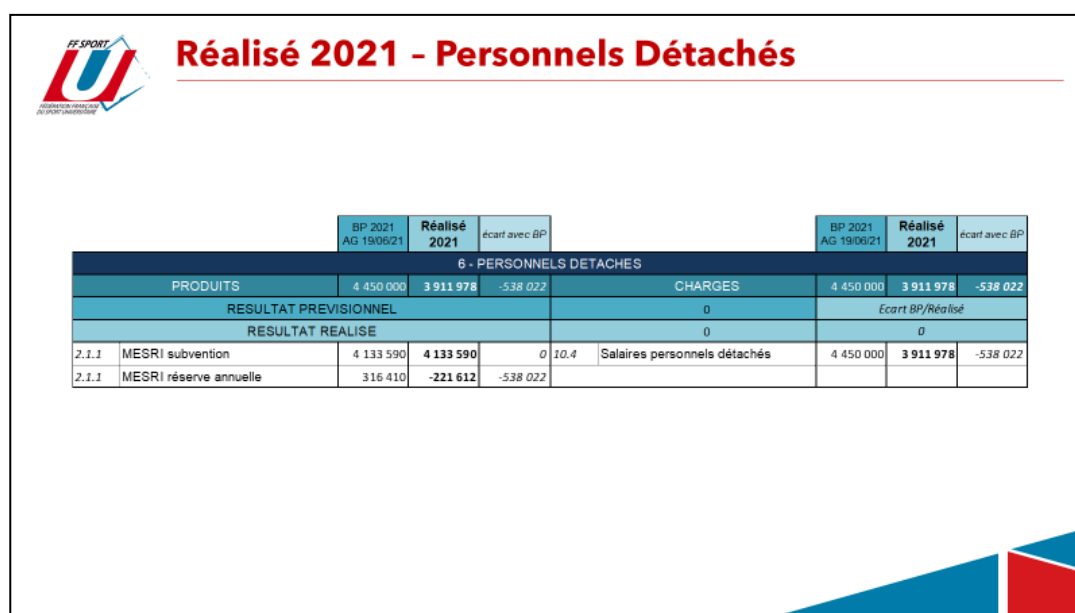 FF SPORT
U
FÉDÉRATION FRANÇAISE
DU SPORT UNIVERSITAIRE
Réalisé 2021 – Personnels Détachés
BP 2021 AG 19/06/21 Réalisé 2021 écart avec BP BP 2021 AG 19/06/21 Réalisé 2021 écart avec BP
6 - PERSONNELS DETACHES
PRODUITS 4 450 000 3 911 978 -538 022 CHARGES 4 450 000 3 911 978 -538 022
RESULTAT PREVISIONNEL 0 Ecart BP/Réalisé
RESULTAT REALISE 0 0
2.1.1 MESRI subvention 4 133 590 4 133 590 0 10.4 Salaires personnels détachés 4 450 000 3 911 978 -538 022
2.1.1 MESRI réserve annuelle 316 410 -221 612 -538 022